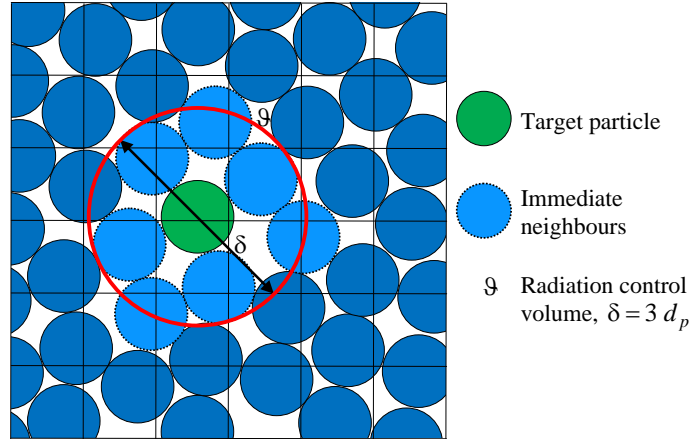 ϑ
δ
Target particle
Immediate
neighbours
ϑ Radiation control
volume, δ = 3 d_p